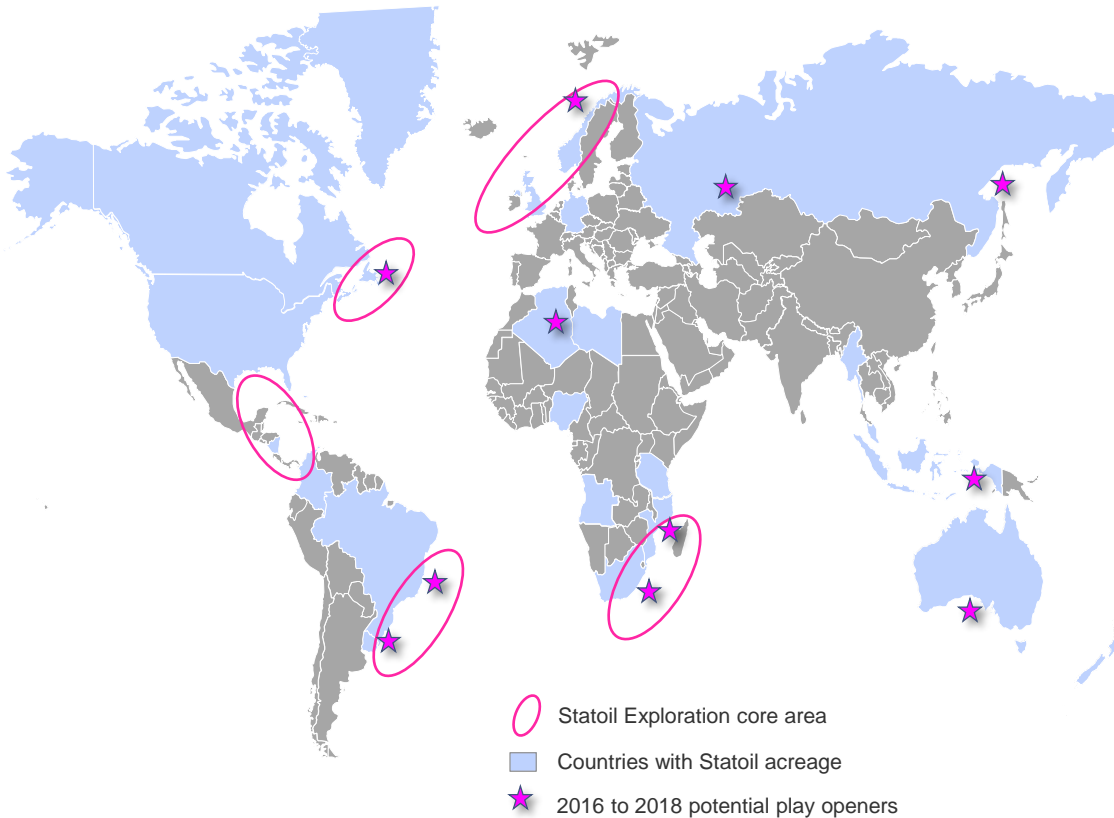 Statoil Exploration core area
Countries with Statoil acreage
2016 to 2018 potential play openers